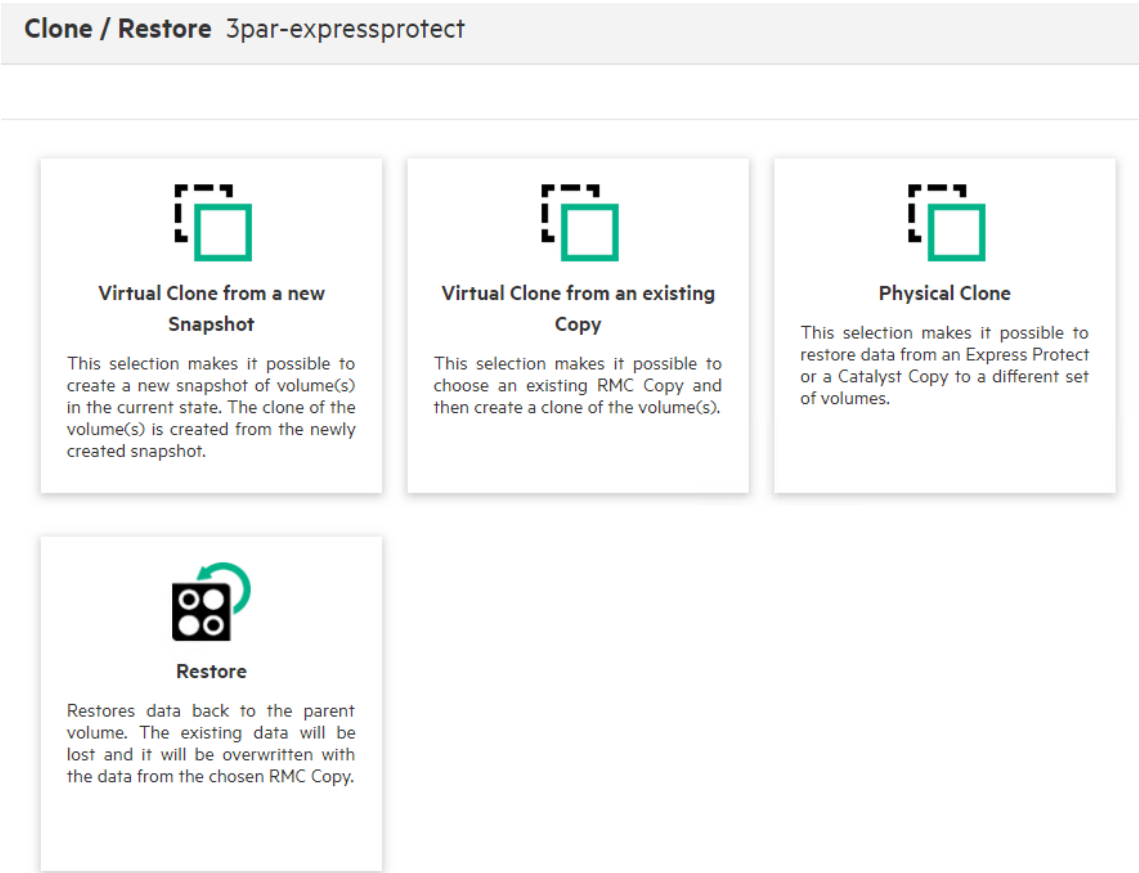 Clone / Restore 3par-expressprotect
Virtual Clone from a new
Snapshot
This selection makes it possible to
create a new snapshot of volume(s)
in the current state. The clone of the
volume(s) is created from the newly
created snapshot.
Virtual Clone from an existing
Copy
This selection makes it possible to
choose an existing RMC Copy and
then create a clone of the volume(s).
Physical Clone
This selection makes it possible to
restore data from an Express Protect
or a Catalyst Copy to a different set
of volumes.
Restore
Restores data back to the parent
volume. The existing data will be
lost and it will be overwritten with
the data from the chosen RMC Copy.